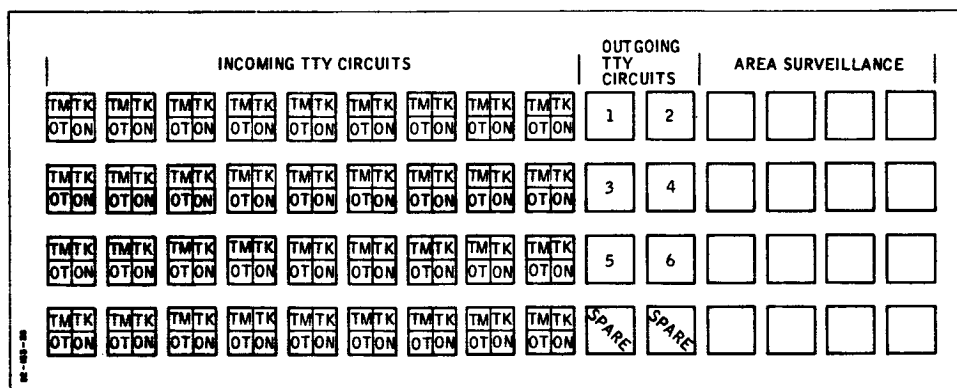 INCOMING TTY CIRCUITS
OUTGOING
TTY
CIRCUITS
AREA SURVEILLANCE
TM TK TM TK TM TK TM TK TM TK TM TK TM TK TM TK TM TK
OT ON OT ON OT ON OT ON OT ON OT ON OT ON OT ON OT ON
1 2
TM TK TM TK TM TK TM TK TM TK TM TK TM TK TM TK TM TK
OT ON OT ON OT ON OT ON OT ON OT ON OT ON OT ON OT ON
3 4
TM TK TM TK TM TK TM TK TM TK TM TK TM TK TM TK TM TK
OT ON OT ON OT ON OT ON OT ON OT ON OT ON OT ON OT ON
5 6
TM TK TM TK TM TK TM TK TM TK TM TK TM TK TM TK TM TK
OT ON OT ON OT ON OT ON OT ON OT ON OT ON OT ON OT ON
SPARE SPARE